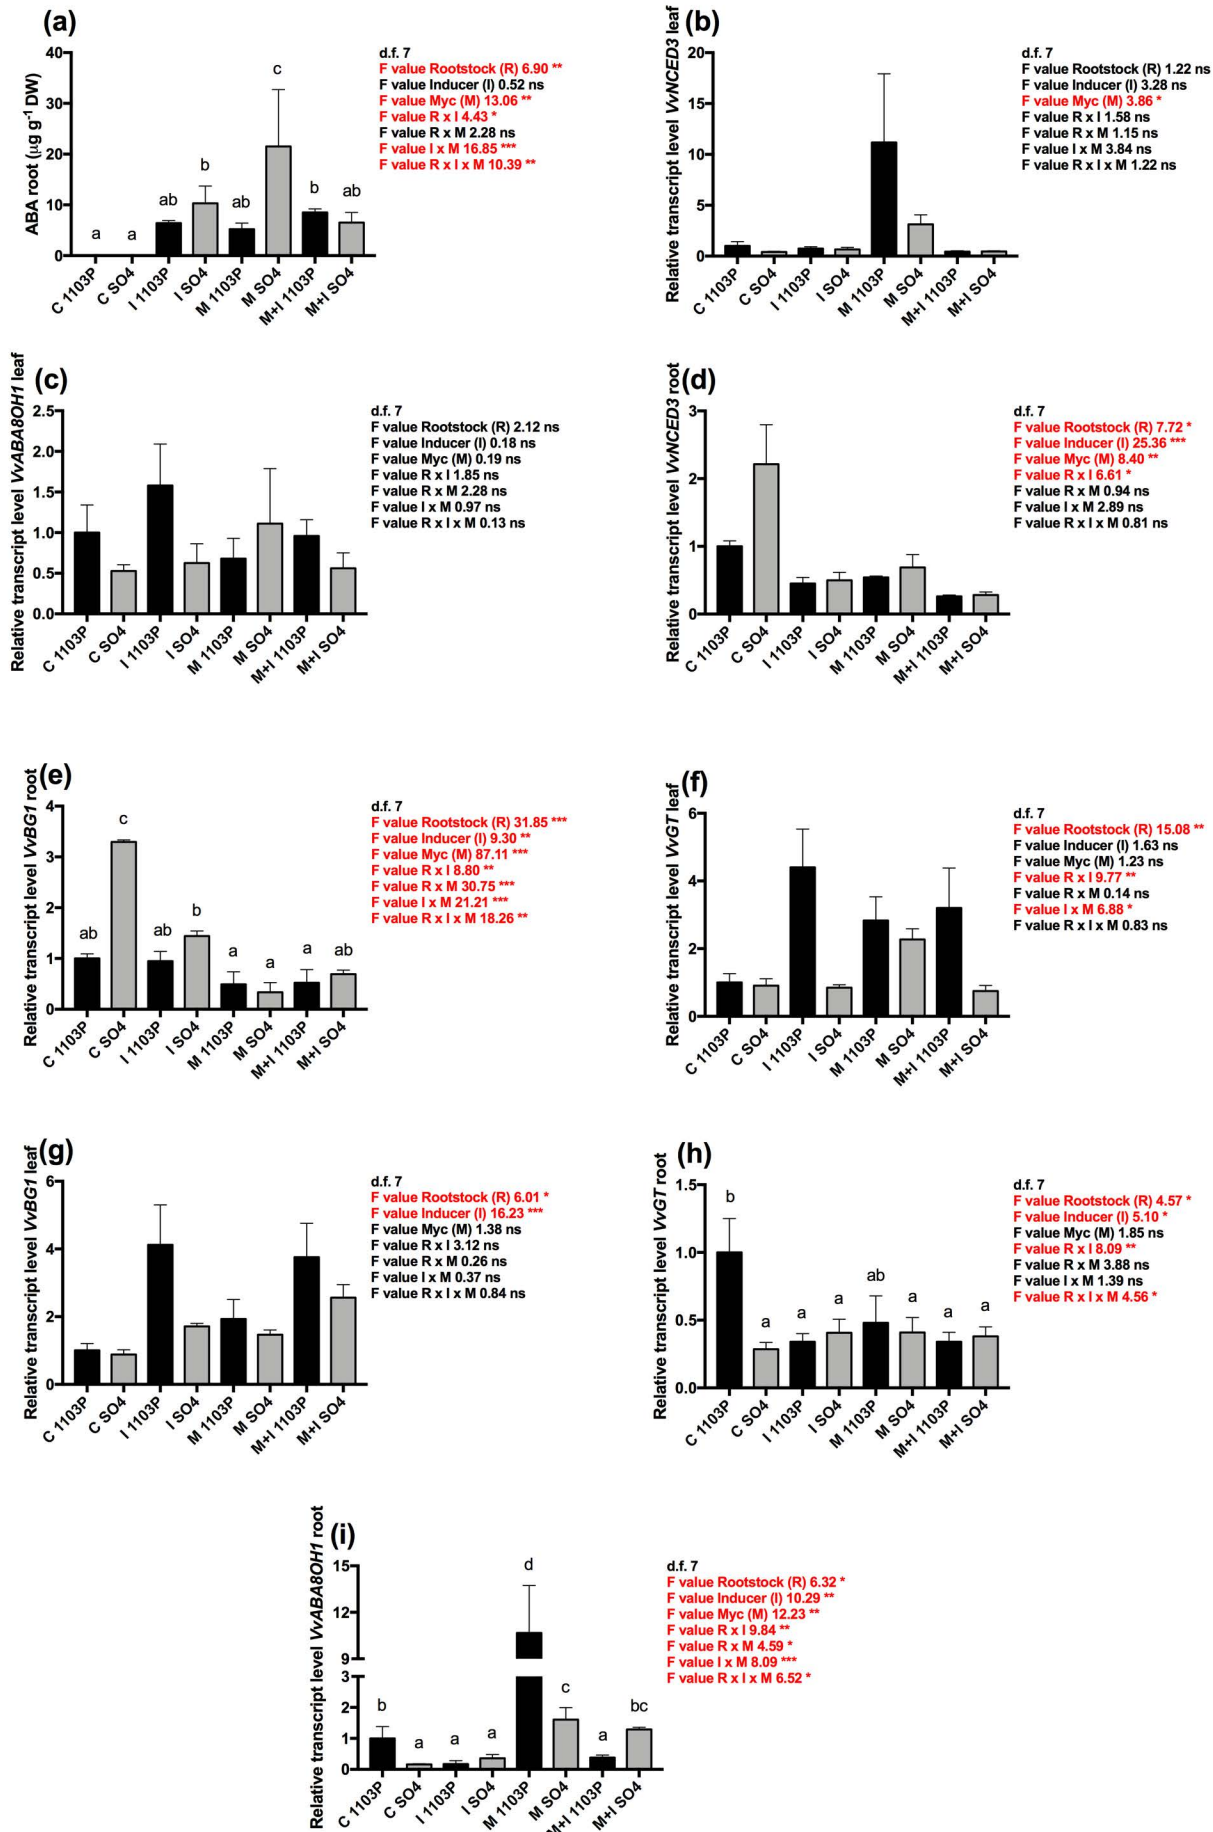 (a)
ABA root (µg g-1 DW)
40
30
20
10
0
a
a
ab
b
ab
c
b
ab
C 1103P
C SO4
I 1103P
I SO4
M 1103P
M SO4
M+I 1103P
M+I SO4
d.f. 7
F value Rootstock (R) 6.90 **
F value Inducer (I) 0.52 ns
F value Myc (M) 13.06 **
F value R x I 4.43 *
F value R x M 2.28 ns
F value I x M 16.85 ***
F value R x I x M 10.39 **
(b)
Relative transcript level VvNCED3 leaf
20
15
10
5
0
C 1103P
C SO4
I 1103P
I SO4
M 1103P
M SO4
M+I 1103P
M+I SO4
d.f. 7
F value Rootstock (R) 1.22 ns
F value Inducer (I) 3.28 ns
F value Myc (M) 3.86 *
F value R x I 1.58 ns
F value R x M 1.15 ns
F value I x M 3.84 ns
F value R x I x M 1.22 ns
(c)
Relative transcript level VvABA8OH1 leaf
2.5
2.0
1.5
1.0
0.5
0.0
C 1103P
C SO4
I 1103P
I SO4
M 1103P
M SO4
M+I 1103P
M+I SO4
d.f. 7
F value Rootstock (R) 2.12 ns
F value Inducer (I) 0.18 ns
F value Myc (M) 0.19 ns
F value R x I 1.85 ns
F value R x M 2.28 ns
F value I x M 0.97 ns
F value R x I x M 0.13 ns
(d)
Relative transcript level VvNCED3 root
3
2
1
0
C 1103P
C SO4
I 1103P
I SO4
M 1103P
M SO4
M+I 1103P
M+I SO4
d.f. 7
F value Rootstock (R) 7.72 *
F value Inducer (I) 25.36 ***
F value Myc (M) 8.40 **
F value R x I 6.61 *
F value R x M 0.94 ns
F value I x M 2.89 ns
F value R x I x M 0.81 ns
(e)
Relative transcript level VvBG1 root
4
3
2
1
0
ab
c
ab
b
a
a
a
ab
C 1103P
C SO4
I 1103P
I SO4
M 1103P
M SO4
M+I 1103P
M+I SO4
d.f. 7
F value Rootstock (R) 31.85 ***
F value Inducer (I) 9.30 **
F value Myc (M) 87.11 ***
F value R x I 8.80 **
F value R x M 30.75 ***
F value I x M 21.21 ***
F value R x I x M 18.26 **
(f)
Relative transcript level VvGT leaf
6
4
2
0
C 1103P
C SO4
I 1103P
I SO4
M 1103P
M SO4
M+I 1103P
M+I SO4
d.f. 7
F value Rootstock (R) 15.08 **
F value Inducer (I) 1.63 ns
F value Myc (M) 1.23 ns
F value R x I 9.77 **
F value R x M 0.14 ns
F value I x M 6.88 *
F value R x I x M 0.83 ns
(g)
Relative transcript level VvBG1 leaf
6
4
2
0
C 1103P
C SO4
I 1103P
I SO4
M 1103P
M SO4
M+I 1103P
M+I SO4
d.f. 7
F value Rootstock (R) 6.01 *
F value Inducer (I) 16.23 ***
F value Myc (M) 1.38 ns
F value R x I 3.12 ns
F value R x M 0.26 ns
F value I x M 0.37 ns
F value R x I x M 0.84 ns
(h)
Relative transcript level VvGT root
1.5
1.0
0.5
0.0
b
a
a
a
ab
a
a
a
C 1103P
C SO4
I 1103P
I SO4
M 1103P
M SO4
M+I 1103P
M+I SO4
d.f. 7
F value Rootstock (R) 4.57 *
F value Inducer (I) 5.10 *
F value Myc (M) 1.85 ns
F value R x I 8.09 **
F value R x M 3.88 ns
F value I x M 1.39 ns
F value R x I x M 4.56 *
(i)
Relative transcript level VvABA8OH1 root
15
12
9
3
2
1
0
b
a
a
a
d
c
a
bc
C 1103P
C SO4
I 1103P
I SO4
M 1103P
M SO4
M+I 1103P
M+I SO4
d.f. 7
F value Rootstock (R) 6.32 *
F value Inducer (I) 10.29 **
F value Myc (M) 12.23 **
F value R x I 9.84 **
F value R x M 4.59 *
F value I x M 8.09 ***
F value R x I x M 6.52 *